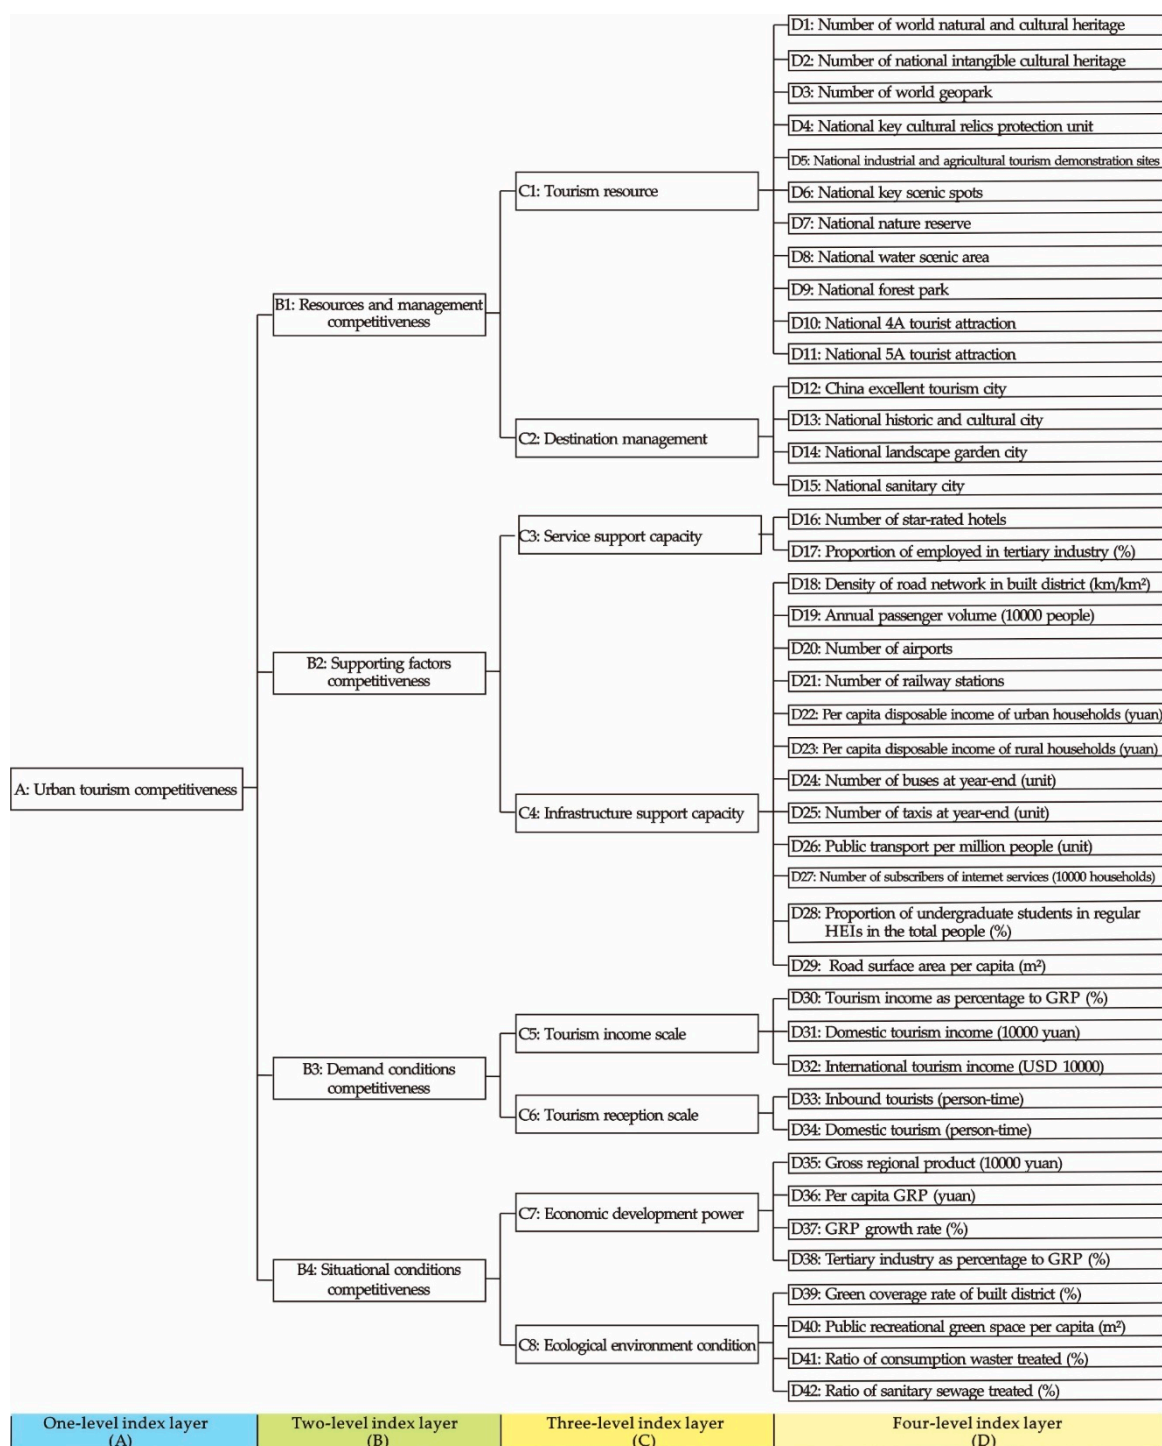 D1: Number of world natural and cultural heritage
D2: Number of national intangible cultural heritage
D3: Number of world geopark
D4: National key cultural relics protection unit
D5: National industrial and agricultural tourism demonstration sites
C1: Tourism resource
D6: National key scenic spots
D7: National nature reserve
D8: National water scenic area
D9: National forest park
B1: Resources and management
competitiveness
D10: National 4A tourist attraction
D11: National 5A tourist attraction
D12: China excellent tourism city
D13: National historic and cultural city
C2: Destination management
D14: National landscape garden city
D15: National sanitary city
D16: Number of star-rated hotels
C3: Service support capacity
D17: Proportion of employed in tertiary industry (%)
D18: Density of road network in built district (km/km²)
D19: Annual passenger volume (10000 people)
D20: Number of airports
B2: Supporting factors
competitiveness
D21: Number of railway stations
D22: Per capita disposable income of urban households (yuan)
D23: Per capita disposable income of rural households (yuan)
D24: Number of buses at year-end (unit)
A: Urban tourism competitiveness
C4: Infrastructure support capacity
D25: Number of taxis at year-end (unit)
D26: Public transport per million people (unit)
D27: Number of subscribers of internet services (10000 households)
D28: Proportion of undergraduate students in regular
HEIs in the total people (%)
D29: Road surface area per capita (m²)
D30: Tourism income as percentage to GRP (%)
C5: Tourism income scale
D31: Domestic tourism income (10000 yuan)
D32: International tourism income (USD 10000)
B3: Demand conditions
competitiveness
D33: Inbound tourists (person-time)
C6: Tourism reception scale
D34: Domestic tourism (person-time)
D35: Gross regional product (10000 yuan)
D36: Per capita GRP (yuan)
C7: Economic development power
D37: GRP growth rate (%)
D38: Tertiary industry as percentage to GRP (%)
B4: Situational conditions
competitiveness
D39: Green coverage rate of built district (%)
D40: Public recreational green space per capita (m²)
C8: Ecological environment condition
D41: Ratio of consumption waster treated (%)
D42: Ratio of sanitary sewage treated (%)
One-level index layer
(A)
Two-level index layer
(B)
Three-level index layer
(C)
Four-level index layer
(D)